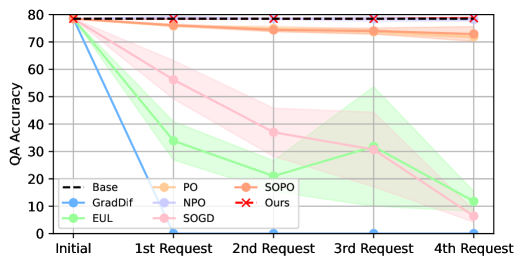 80
70
60
50
40
30
20
10
0
QA Accuracy
Base
GradDif
EUL
PO
NPO
SOGD
SOPO
Ours
Initial 1st Request 2nd Request 3rd Request 4th Request